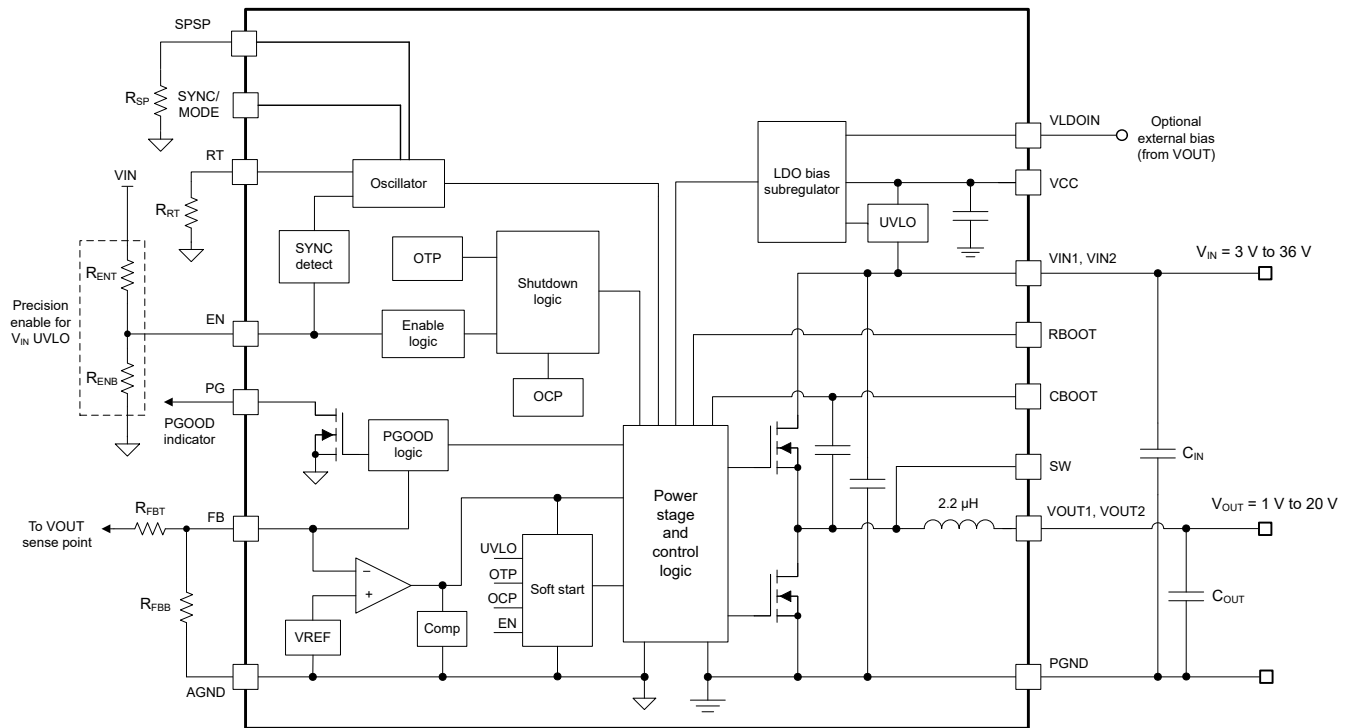 SPSP
RSP
SYNC/
MODE
RT
VIN
RRT
Oscillator
SYNC
detect
OTP
Shutdown
logic
Precision
enable for
VIN UVLO
RENT
RENB
EN
Enable
logic
OCP
PG
PGOOD
indicator
PGOOD
logic
To VOUT
sense point
RFBT
FB
RFBB
AGND
−
+
VREF
Comp
UVLO
OTP
OCP
EN
Soft start
Power
stage
and
control
logic
LDO bias
subregulator
UVLO
VLDOIN
Optional
external bias
(from VOUT)
VCC
VIN1, VIN2
VIN = 3 V to 36 V
RBOOT
CBOOT
CIN
SW
2.2 µH
VOUT1, VOUT2
VOUT = 1 V to 20 V
COUT
PGND